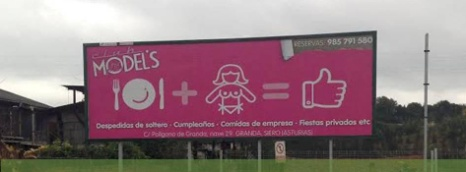 club
MODEL'S
RESERVAS: 985 791 580
Despedidas de soltero · Cumpleaños · Comidas de empresa · Fiestas privadas etc
C/ Polígono de Granda, nave 29. GRANDA, SIERO (ASTURIAS)